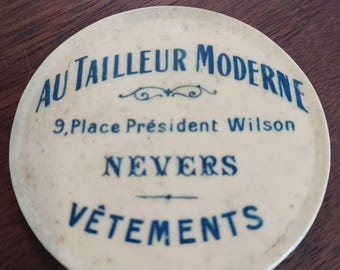 AU TAILLEUR MODERNE
9, Place Président Wilson
NEVERS
VÊTEMENTS